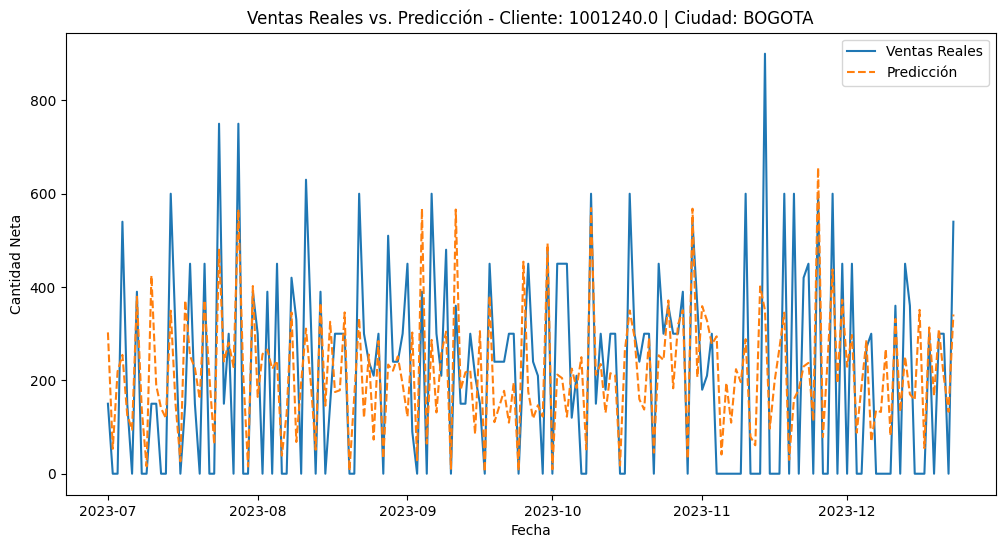 Ventas Reales vs. Predicción - Cliente: 1001240.0 | Ciudad: BOGOTA
Ventas Reales
Predicción
Cantidad Neta
800
600
400
200
0
2023-07
2023-08
2023-09
2023-10
2023-11
2023-12
Fecha